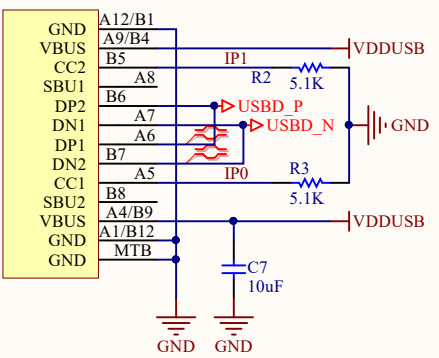 GND A12/B1
VBUS A9/B4 VDDUSB
CC2 B5 IP1 R2 5.1K
SBU1 A8
DP2 B6 USBD_P
DN1 A7 USBD_N GND
DP1 A6
DN2 B7
CC1 A5 IP0 R3 5.1K
SBU2 B8
VBUS A4/B9 VDDUSB
GND A1/B12
GND MTB
C7
10uF
GND GND